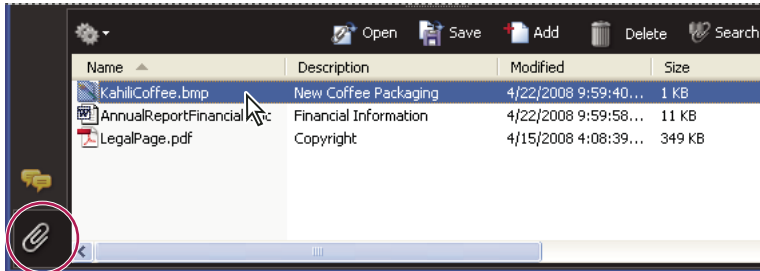 Open Save Add Delete Search
Name Description Modified Size
KahiliCoffee.bmp New Coffee Packaging 4/22/2008 9:59:40... 1 KB
AnnualReportFinancial Financial Information 4/22/2008 9:59:58... 11 KB
LegalPage.pdf Copyright 4/15/2008 4:08:39... 349 KB